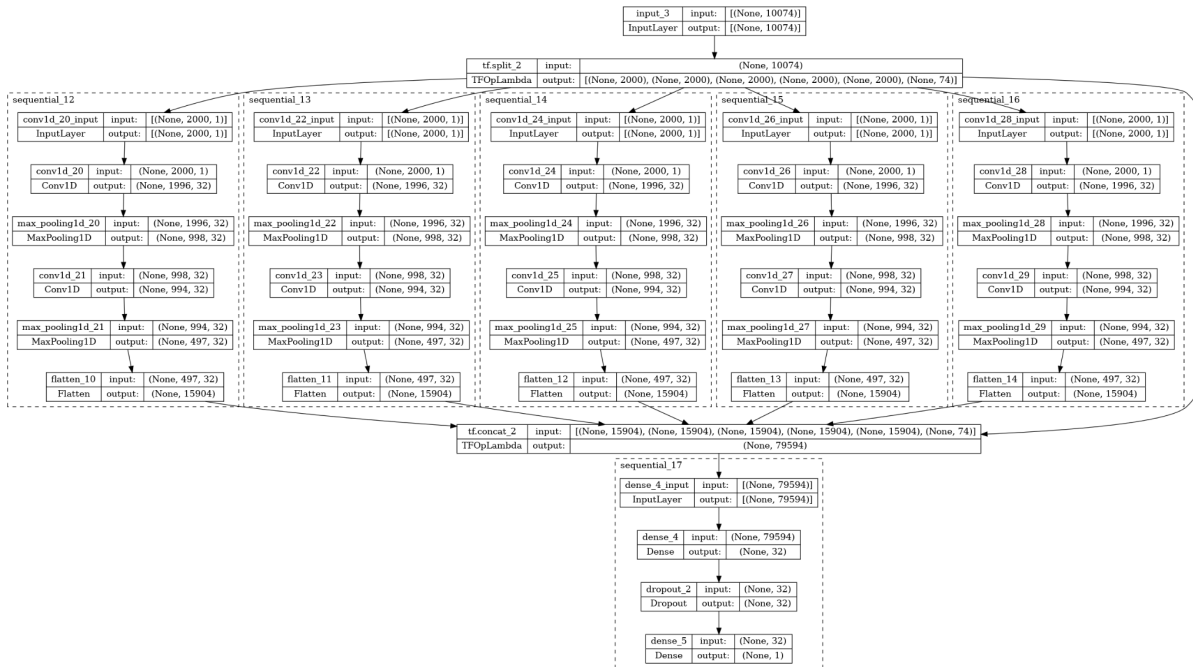 input_3 input: [(None, 10074)]
InputLayer output: [(None, 10074)]
tf.split_2 input: (None, 10074)
TFOpLambda output: [(None, 2000), (None, 2000), (None, 2000), (None, 2000), (None, 2000), (None, 74)]
sequential_12
conv1d_20_input input: [(None, 2000, 1)]
InputLayer output: [(None, 2000, 1)]
conv1d_20 input: (None, 2000, 1)
Conv1D output: (None, 1996, 32)
max_pooling1d_20 input: (None, 1996, 32)
MaxPooling1D output: (None, 998, 32)
conv1d_21 input: (None, 998, 32)
Conv1D output: (None, 994, 32)
max_pooling1d_21 input: (None, 994, 32)
MaxPooling1D output: (None, 497, 32)
flatten_10 input: (None, 497, 32)
Flatten output: (None, 15904)
sequential_13
conv1d_22_input input: [(None, 2000, 1)]
InputLayer output: [(None, 2000, 1)]
conv1d_22 input: (None, 2000, 1)
Conv1D output: (None, 1996, 32)
max_pooling1d_22 input: (None, 1996, 32)
MaxPooling1D output: (None, 998, 32)
conv1d_23 input: (None, 998, 32)
Conv1D output: (None, 994, 32)
max_pooling1d_23 input: (None, 994, 32)
MaxPooling1D output: (None, 497, 32)
flatten_11 input: (None, 497, 32)
Flatten output: (None, 15904)
sequential_14
conv1d_24_input input: [(None, 2000, 1)]
InputLayer output: [(None, 2000, 1)]
conv1d_24 input: (None, 2000, 1)
Conv1D output: (None, 1996, 32)
max_pooling1d_24 input: (None, 1996, 32)
MaxPooling1D output: (None, 998, 32)
conv1d_25 input: (None, 998, 32)
Conv1D output: (None, 994, 32)
max_pooling1d_25 input: (None, 994, 32)
MaxPooling1D output: (None, 497, 32)
flatten_12 input: (None, 497, 32)
Flatten output: (None, 15904)
sequential_15
conv1d_26_input input: [(None, 2000, 1)]
InputLayer output: [(None, 2000, 1)]
conv1d_26 input: (None, 2000, 1)
Conv1D output: (None, 1996, 32)
max_pooling1d_26 input: (None, 1996, 32)
MaxPooling1D output: (None, 998, 32)
conv1d_27 input: (None, 998, 32)
Conv1D output: (None, 994, 32)
max_pooling1d_27 input: (None, 994, 32)
MaxPooling1D output: (None, 497, 32)
flatten_13 input: (None, 497, 32)
Flatten output: (None, 15904)
sequential_16
conv1d_28_input input: [(None, 2000, 1)]
InputLayer output: [(None, 2000, 1)]
conv1d_28 input: (None, 2000, 1)
Conv1D output: (None, 1996, 32)
max_pooling1d_28 input: (None, 1996, 32)
MaxPooling1D output: (None, 998, 32)
conv1d_29 input: (None, 998, 32)
Conv1D output: (None, 994, 32)
max_pooling1d_29 input: (None, 994, 32)
MaxPooling1D output: (None, 497, 32)
flatten_14 input: (None, 497, 32)
Flatten output: (None, 15904)
tf.concat_2 input: [(None, 15904), (None, 15904), (None, 15904), (None, 15904), (None, 15904), (None, 74)]
TFOpLambda output: (None, 79594)
sequential_17
dense_4_input input: [(None, 79594)]
InputLayer output: [(None, 79594)]
dense_4 input: (None, 79594)
Dense output: (None, 32)
dropout_2 input: (None, 32)
Dropout output: (None, 32)
dense_5 input: (None, 32)
Dense output: (None, 1)